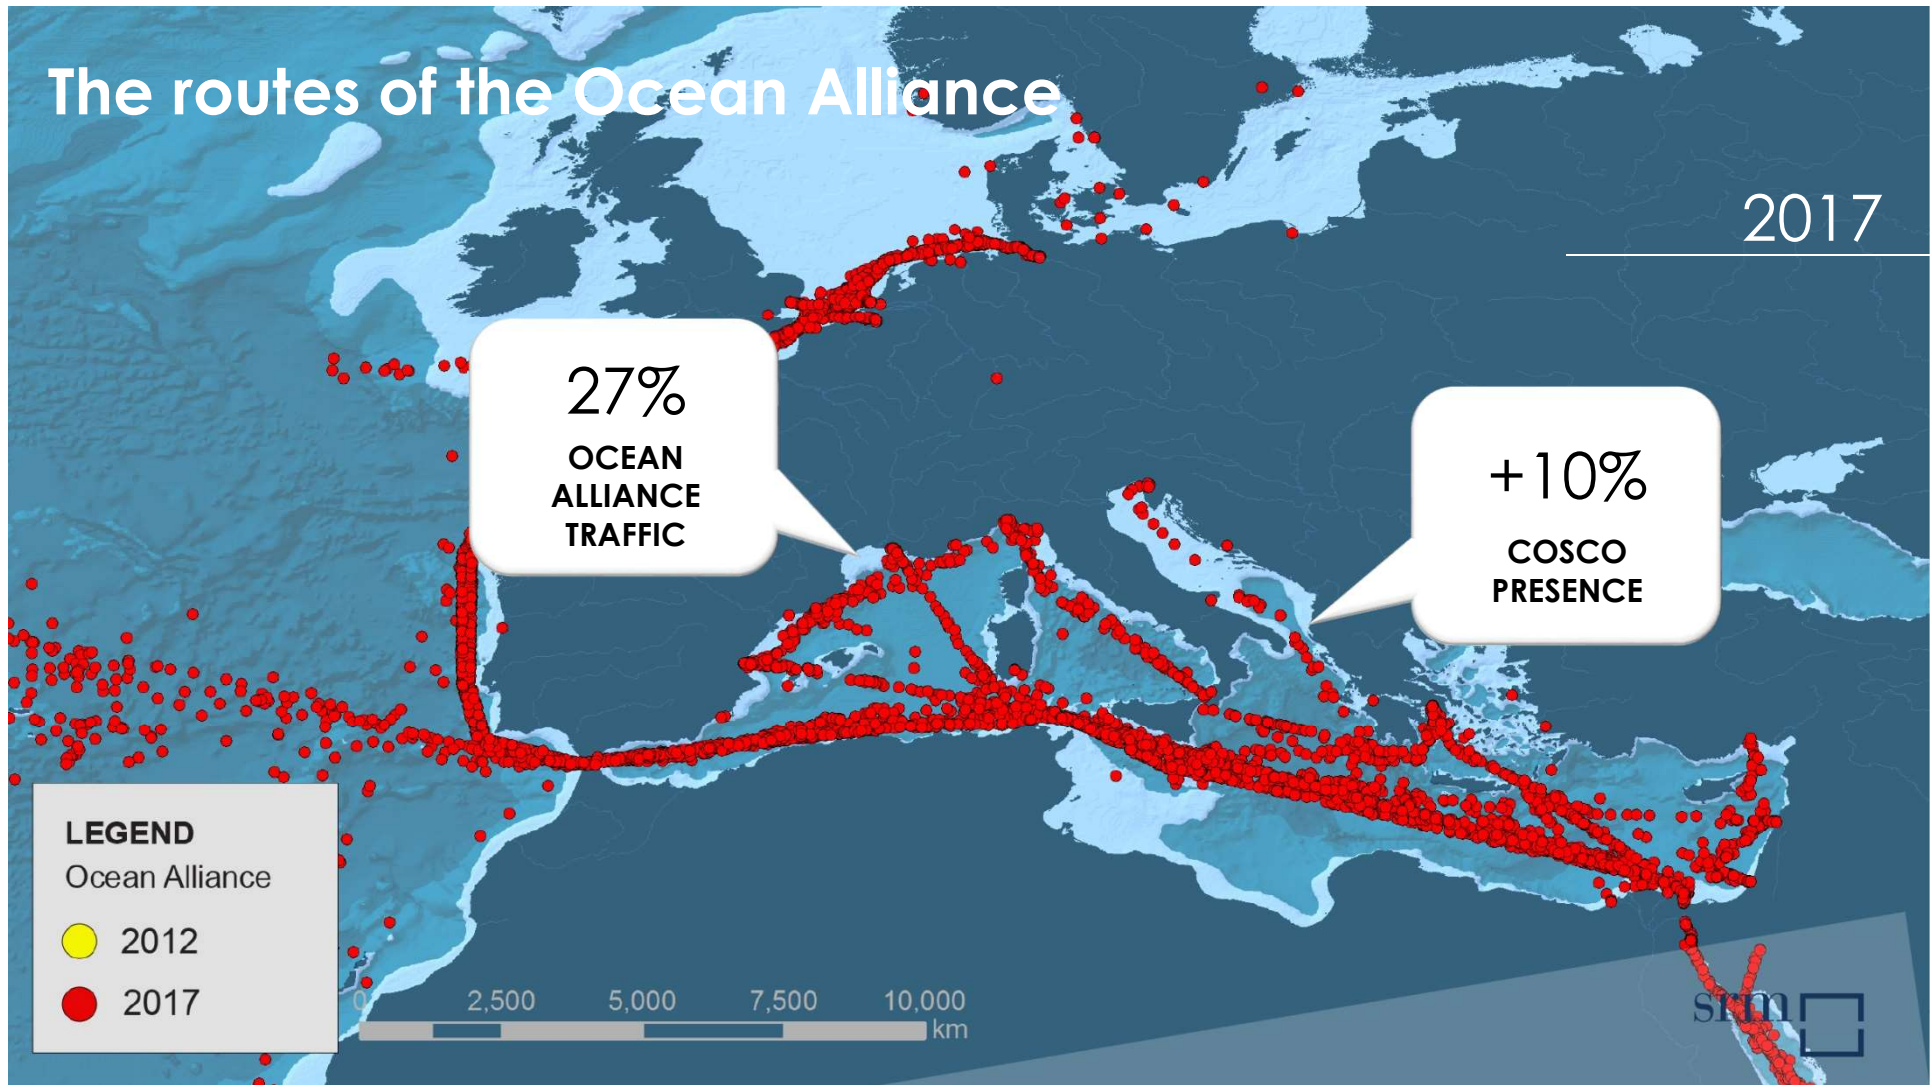 The routes of the Ocean Alliance
2017
27%
OCEAN
ALLIANCE
TRAFFIC
+10%
COSCO
PRESENCE
LEGEND
Ocean Alliance
2012
2017
0 2,500 5,000 7,500 10,000
km
srm